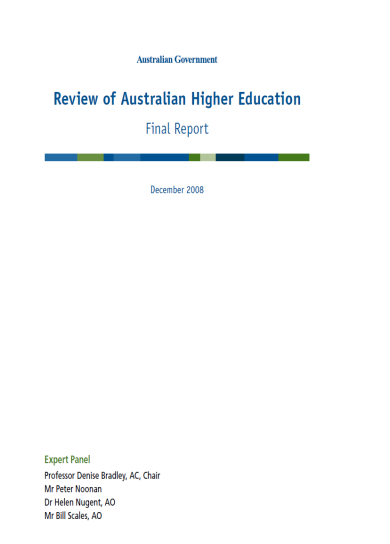 Australian Government
Review of Australian Higher Education
Final Report
December 2008
Expert Panel
Professor Denise Bradley, AC, Chair
Mr Peter Noonan
Dr Helen Nugent, AO
Mr Bill Scales, AO